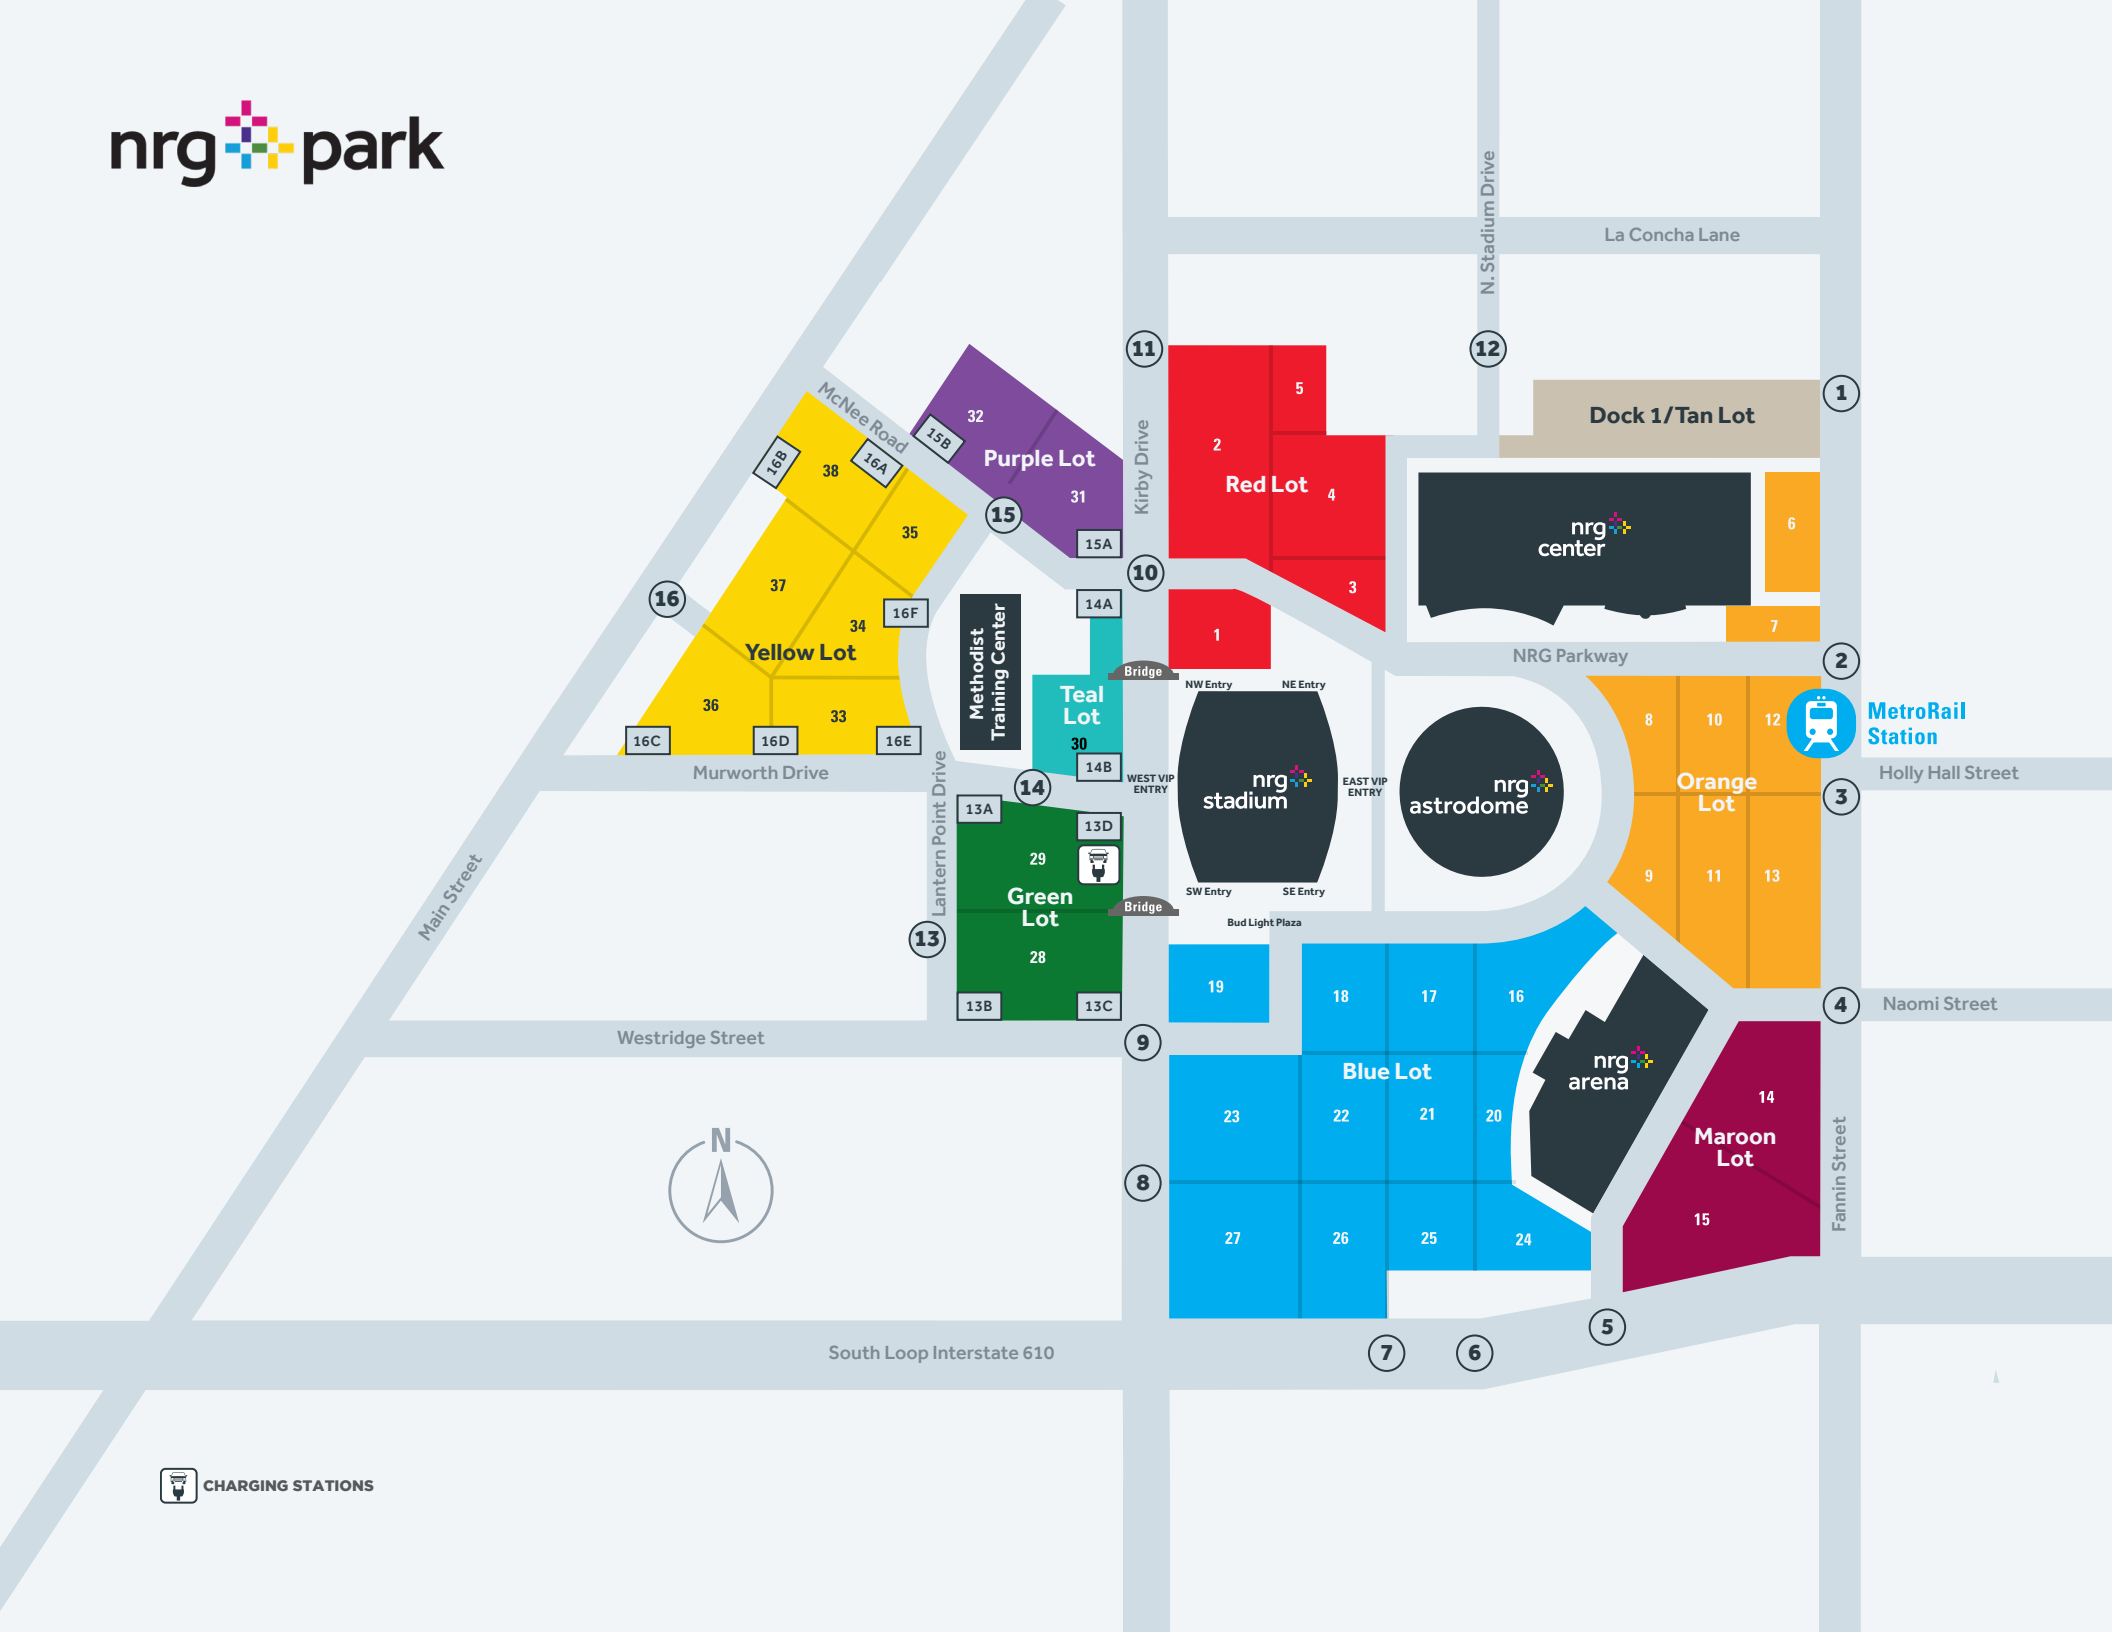 nrg park
La Concha Lane
N. Stadium Drive
11
12
1
Dock 1/Tan Lot
McNee Road
32
15B
Purple Lot
31
15A
15
Kirby Drive
10
2
5
Red Lot
4
3
1
nrg
center
6
7
NRG Parkway
2
16B
38
16A
35
37
16
34
16F
Yellow Lot
36
33
16C
16D
16E
Methodist
Training Center
14A
Teal
Lot
30
14B
14
Bridge
NW Entry
NE Entry
WEST VIP
ENTRY
nrg
stadium
EAST VIP
ENTRY
SW Entry
SE Entry
Bud Light Plaza
nrg
astrodome
8
10
12
Orange
Lot
9
11
13
MetroRail
Station
Holly Hall Street
3
Murworth Drive
Lantern Point Drive
Main Street
13A
13D
29
Green
Lot
28
13B
13C
13
Bridge
Westridge Street
9
19
18
17
16
Blue Lot
23
22
21
20
27
26
25
24
8
nrg
arena
4
Naomi Street
14
Maroon
Lot
15
Fannin Street
N
South Loop Interstate 610
7
6
5
CHARGING STATIONS